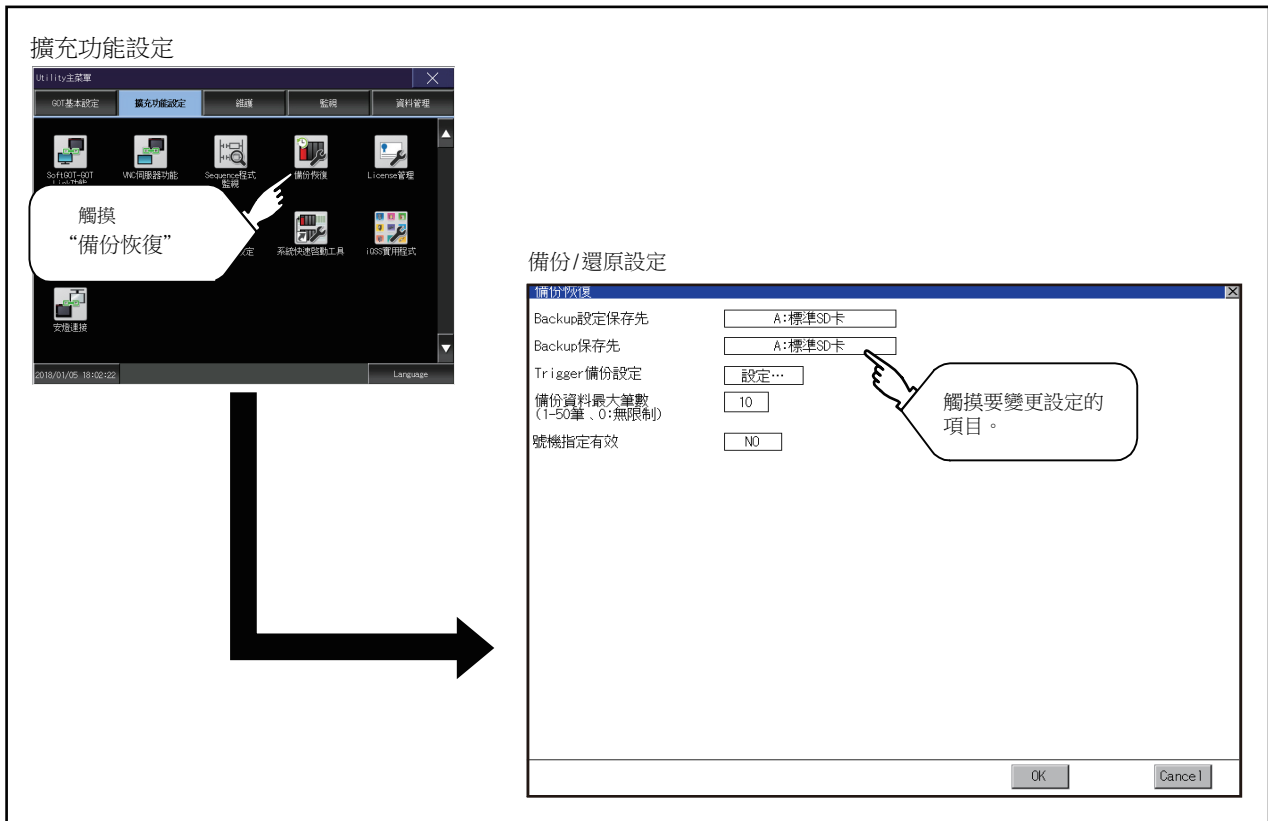 擴充功能設定
Utility主菜單
GOT基本設定 擴充功能設定 維護 監視 資料管理
SoftGOT-GOT VNC伺服器功能 Sequence程式 備份恢復 License管理
監視
觸摸
“備份恢復”
定 系統快速啓動工具 iQSS實用程式
安燈連接
2018/01/05 18:02:22 Language
備份/還原設定
備份恢復
Backup設定保存先 A:標準SD卡
Backup保存先 A:標準SD卡
Trigger備份設定 設定…
備份資料最大筆數 10
(1-50筆、0:無限制)
號機指定有效 NO
觸摸要變更設定的
項目。
OK Cancel